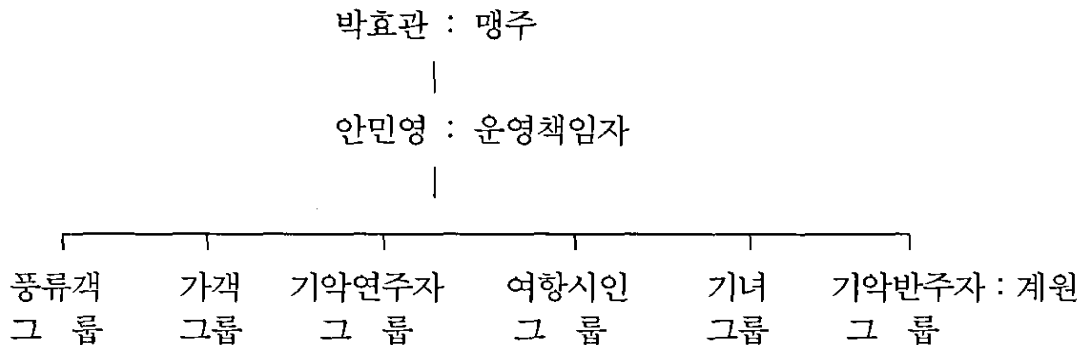 박효관 : 맹주
안민영 : 운영책임자
풍류객 가객 기악연주자 여항시인 기녀 기악반주자 : 계원
그 룹 그룹 그 룹 그 룹 그룹 그 룹